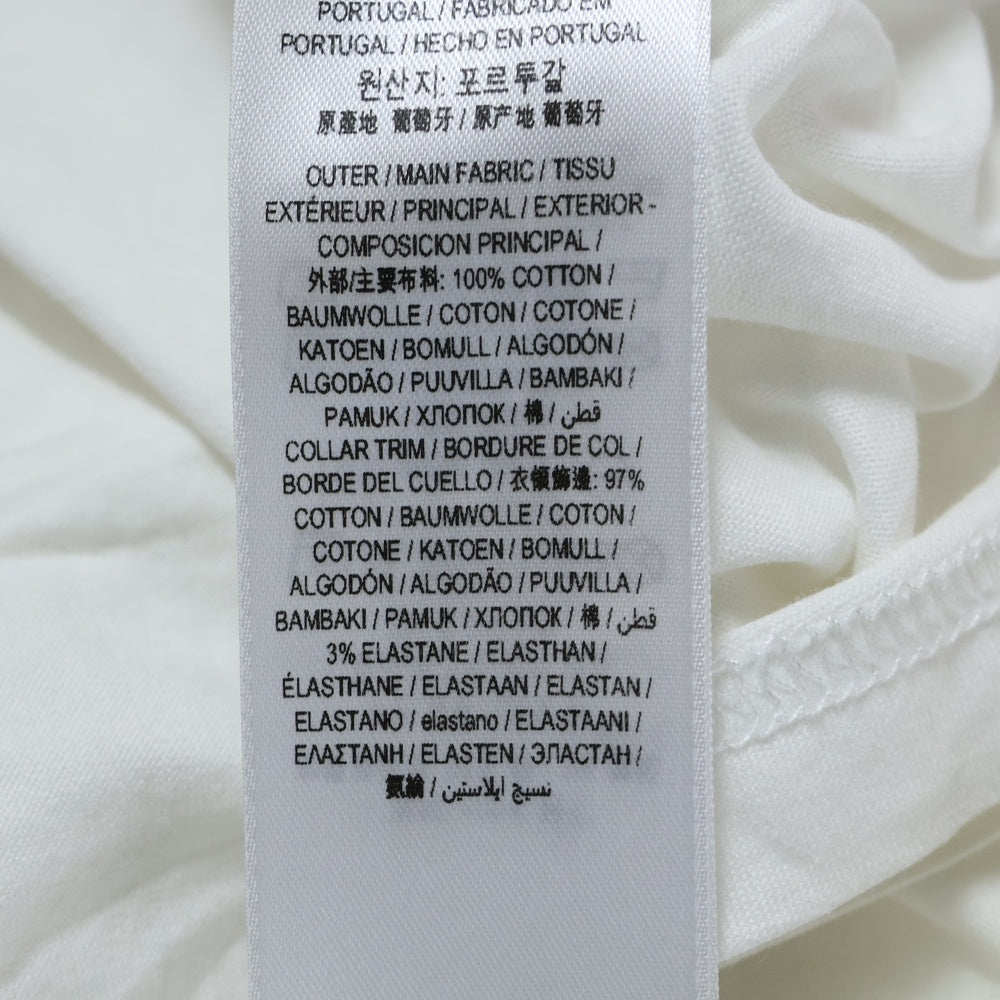 PORTUGAL / FABRICADO EM
PORTUGAL / HECHO EN PORTUGAL
원산지: 포르투갈
原產地 葡萄牙 / 原产地 葡萄牙
OUTER / MAIN FABRIC / TISSU
EXTÉRIEUR / PRINCIPAL / EXTERIOR -
COMPOSICION PRINCIPAL /
外部/主要布料: 100% COTTON /
BAUMWOLLE / COTON / COTONE /
KATOEN / BOMULL / ALGODÓN /
ALGODÃO / PUUVILLA / BAMBAKI /
PAMUK / ХЛОПОК / 棉 / قطن
COLLAR TRIM / BORDURE DE COL /
BORDE DEL CUELLO / 衣領飾邊: 97%
COTTON / BAUMWOLLE / COTON /
COTONE / KATOEN / BOMULL /
ALGODÓN / ALGODÃO / PUUVILLA /
BAMBAKI / PAMUK / ХЛОПОК / 棉 / قطن
3% ELASTANE / ELASTHAN /
ÉLASTHANE / ELASTAAN / ELASTAN /
ELASTANO / elastano / ELASTAANI /
ΕΛΑΣΤΑΝΗ / ELASTEN / ЭЛАСТАН /
氨綸 / نسيج ايلاستين